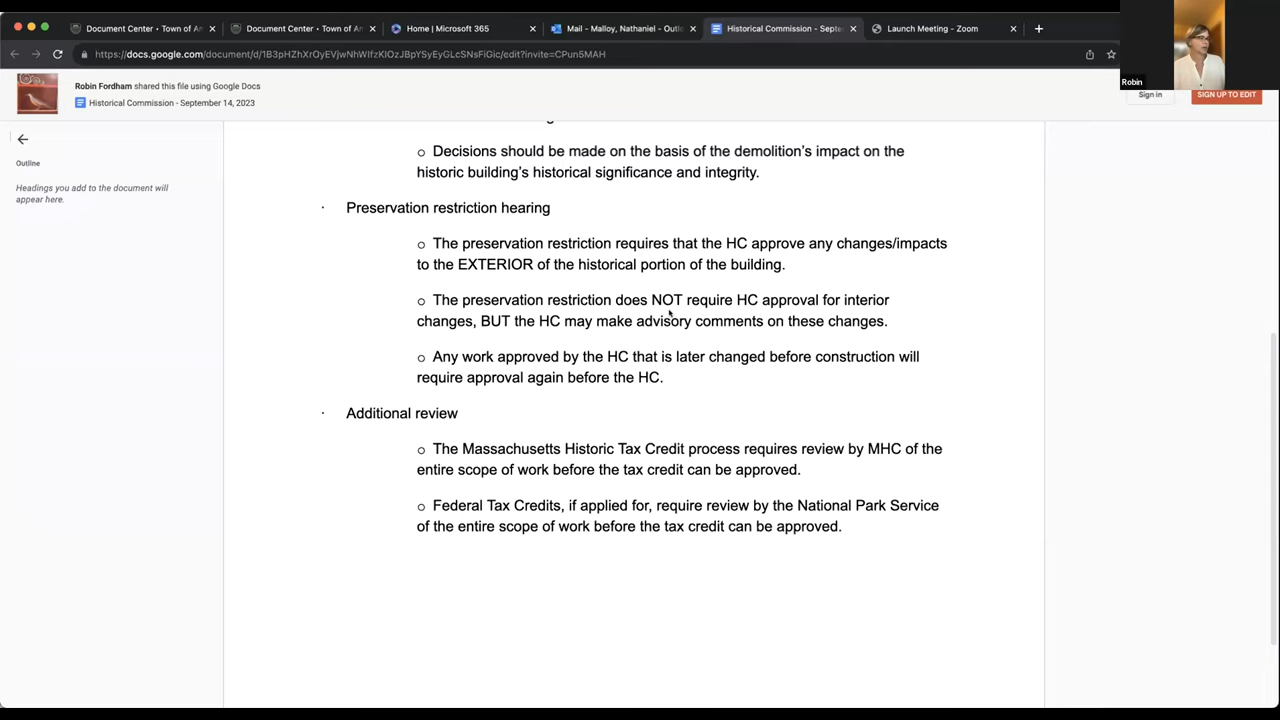 Document Center - Town of Am
Document Center - Town of Am
Home | Microsoft 365
Mail - Malloy, Nathaniel - Outlo
Historical Commission - Septe
Launch Meeting - Zoom
https://docs.google.com/document/d/1B3pHZhXrOyEVjwNhWIfzKIOzJBpYSyEyGLcSNsFiGic/edit?invite=CPun5MAH
Robin
Robin Fordham shared this file using Google Docs
Historical Commission - September 14, 2023
Sign in
SIGN UP TO EDIT
Outline
Headings you add to the document will
appear here.
o Decisions should be made on the basis of the demolition's impact on the
historic building's historical significance and integrity.
· Preservation restriction hearing
o The preservation restriction requires that the HC approve any changes/impacts
to the EXTERIOR of the historical portion of the building.
o The preservation restriction does NOT require HC approval for interior
changes, BUT the HC may make advisory comments on these changes.
o Any work approved by the HC that is later changed before construction will
require approval again before the HC.
· Additional review
o The Massachusetts Historic Tax Credit process requires review by MHC of the
entire scope of work before the tax credit can be approved.
o Federal Tax Credits, if applied for, require review by the National Park Service
of the entire scope of work before the tax credit can be approved.